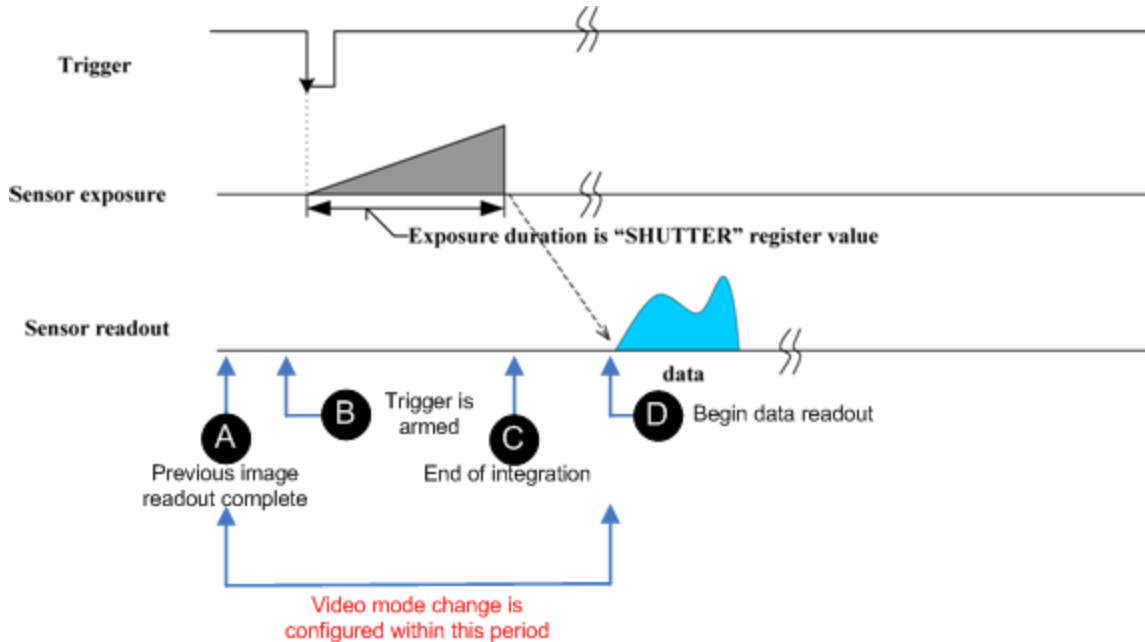 Trigger
Sensor exposure
Exposure duration is “SHUTTER” register value
Sensor readout
data
A
Previous image
readout complete
B
Trigger is
armed
C
End of integration
D
Begin data readout
Video mode change is
configured within this period